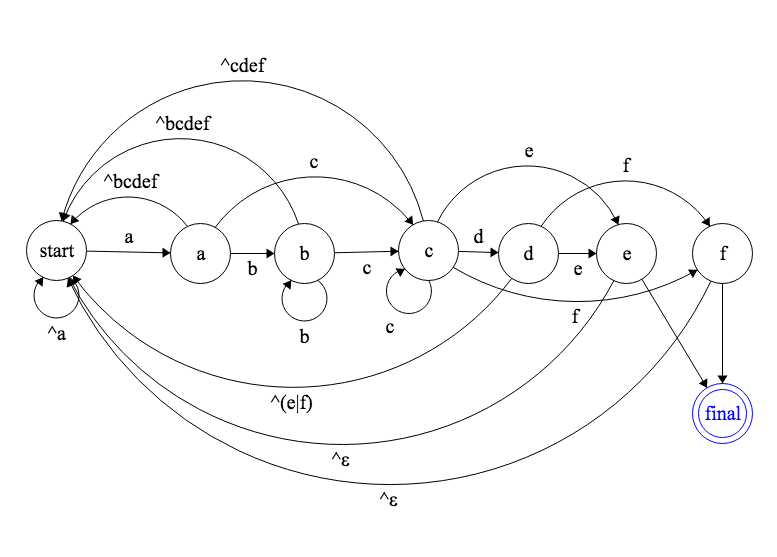 ^cdef
^bcdef
^bcdef
c
e
f
start
a
a
b
b
c
c
d
d
e
e
f
^a
b
c
f
^(e|f)
final
^ε
^ε